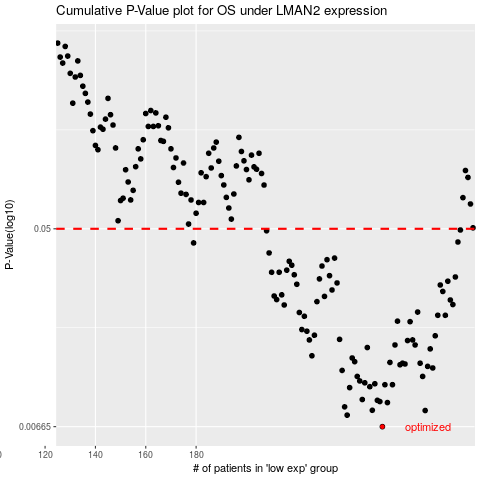 Cumulative P-Value plot for OS under LMAN2 expression
P-Value(log10)
0.05
0.00665
optimized
0 120 140 160 180
# of patients in 'low exp' group